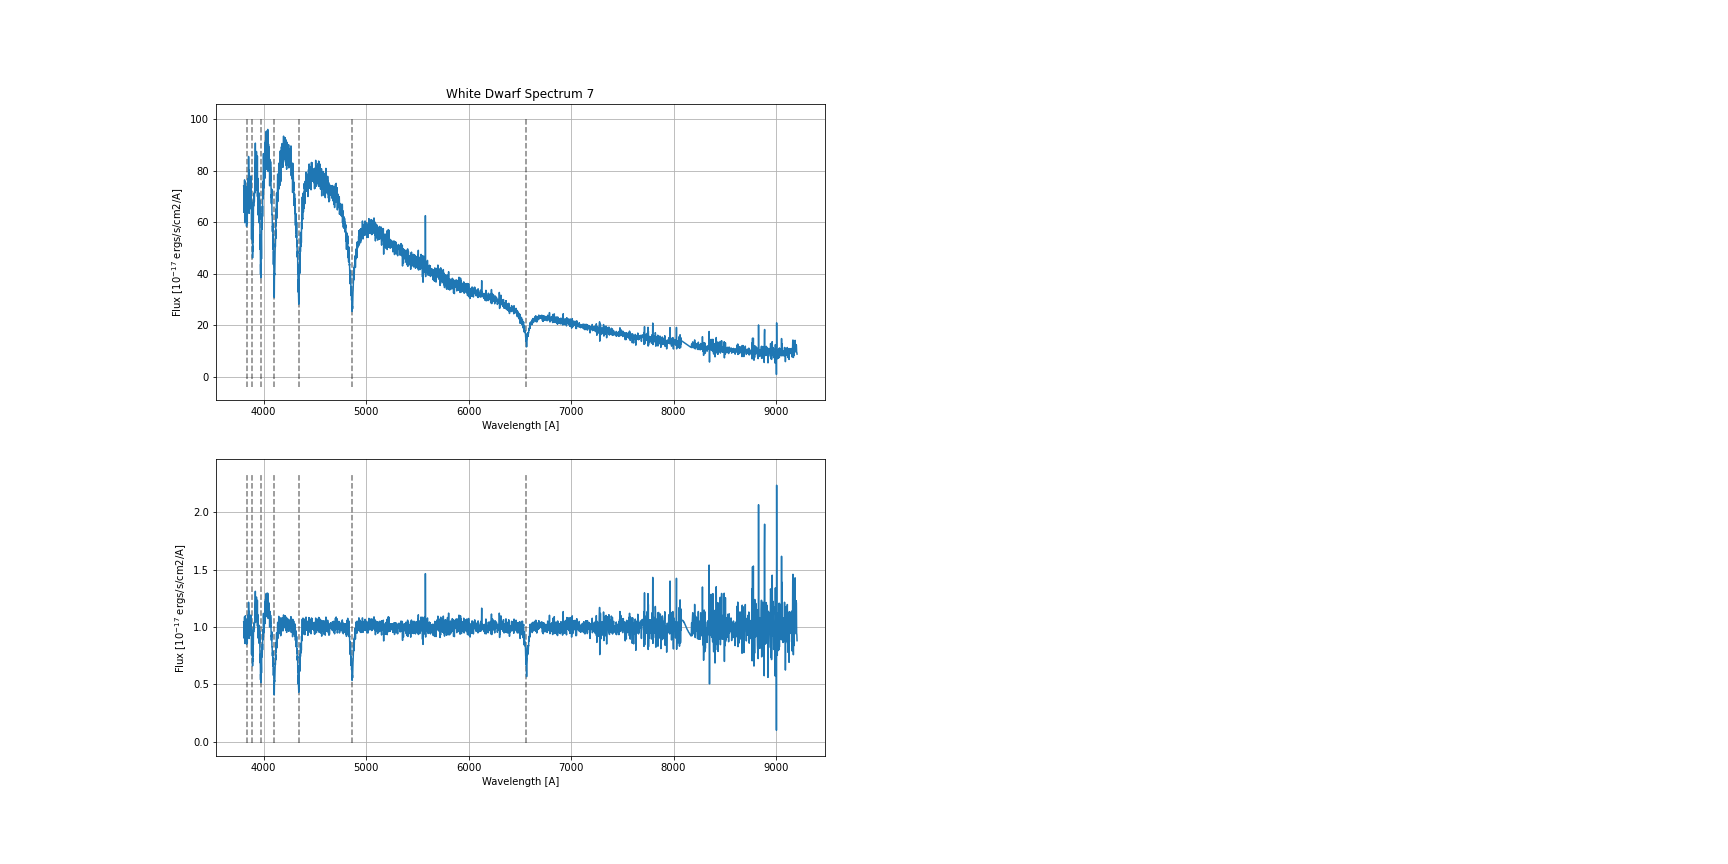 White Dwarf Spectrum 7
Flux [10⁻¹⁷ ergs/s/cm2/A]
100
80
60
40
20
0
4000 5000 6000 7000 8000 9000
Wavelength [A]
Flux [10⁻¹⁷ ergs/s/cm2/A]
2.0
1.5
1.0
0.5
0.0
4000 5000 6000 7000 8000 9000
Wavelength [A]